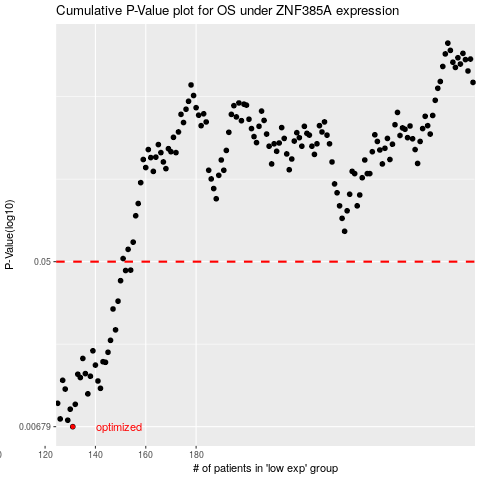 Cumulative P-Value plot for OS under ZNF385A expression
P-Value(log10)
0.05
0.00679
optimized
0 120 140 160 180
# of patients in 'low exp' group